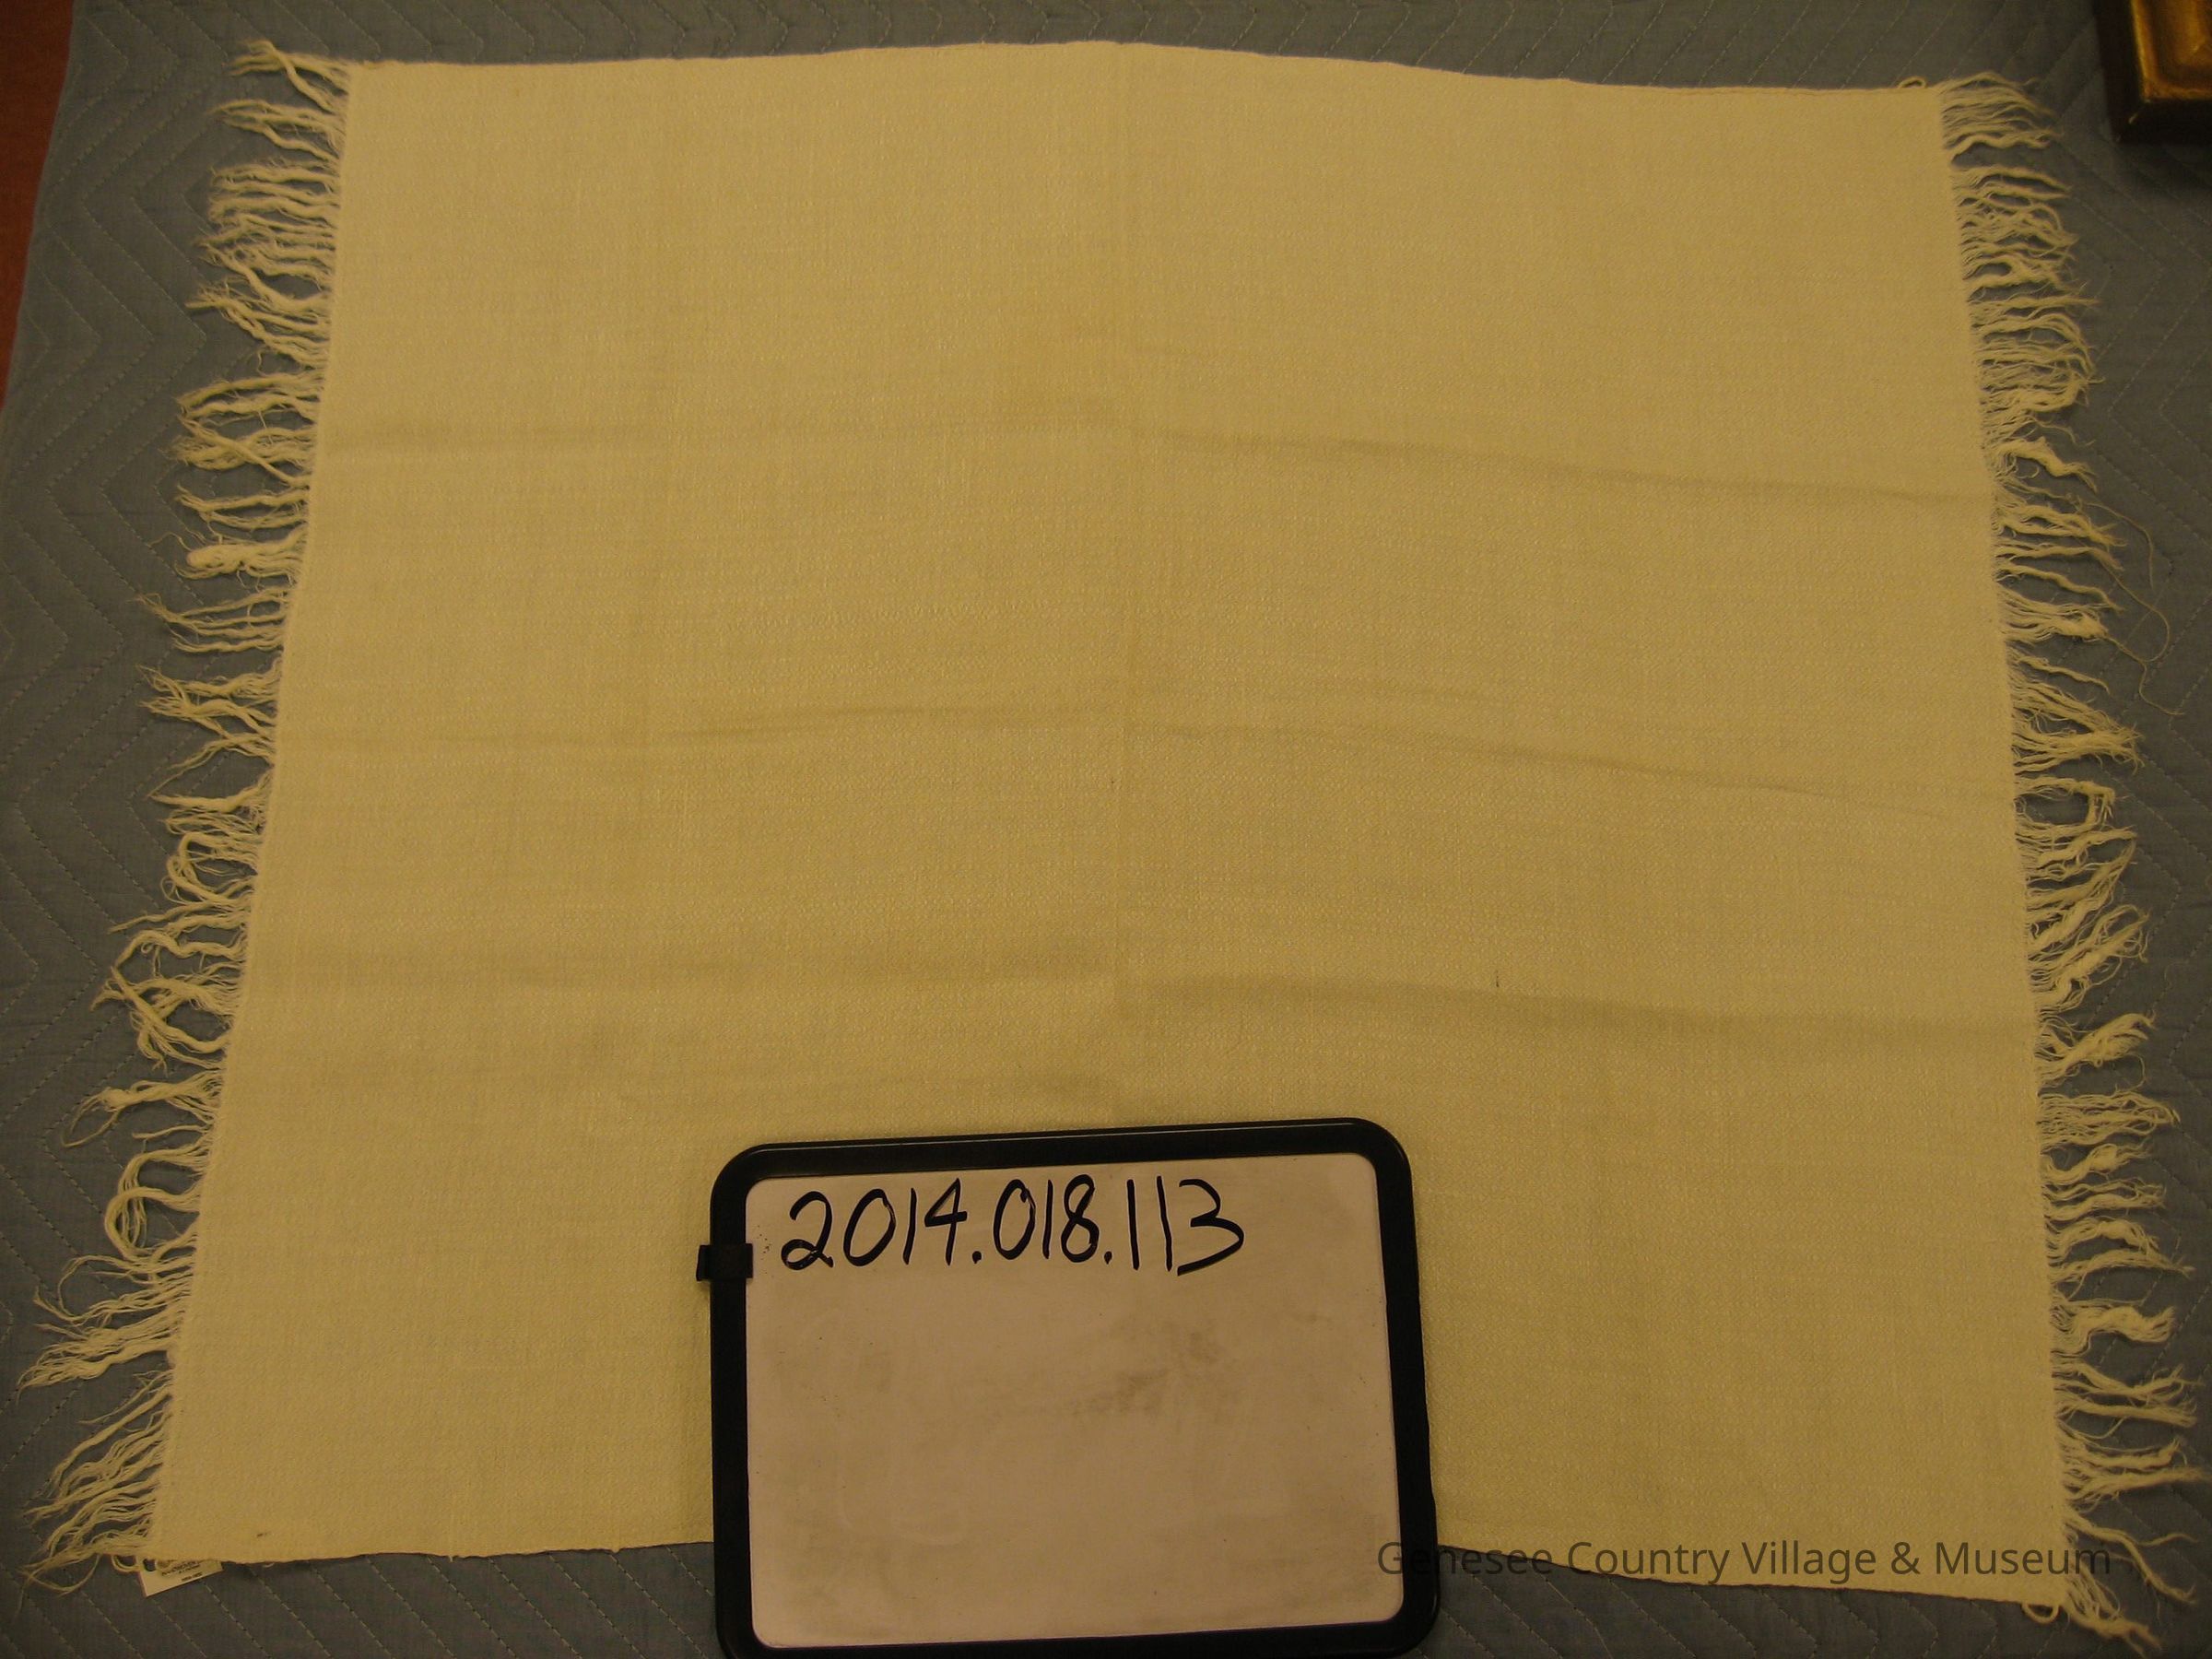 2014.018.113
Genesee Country Village & Museum